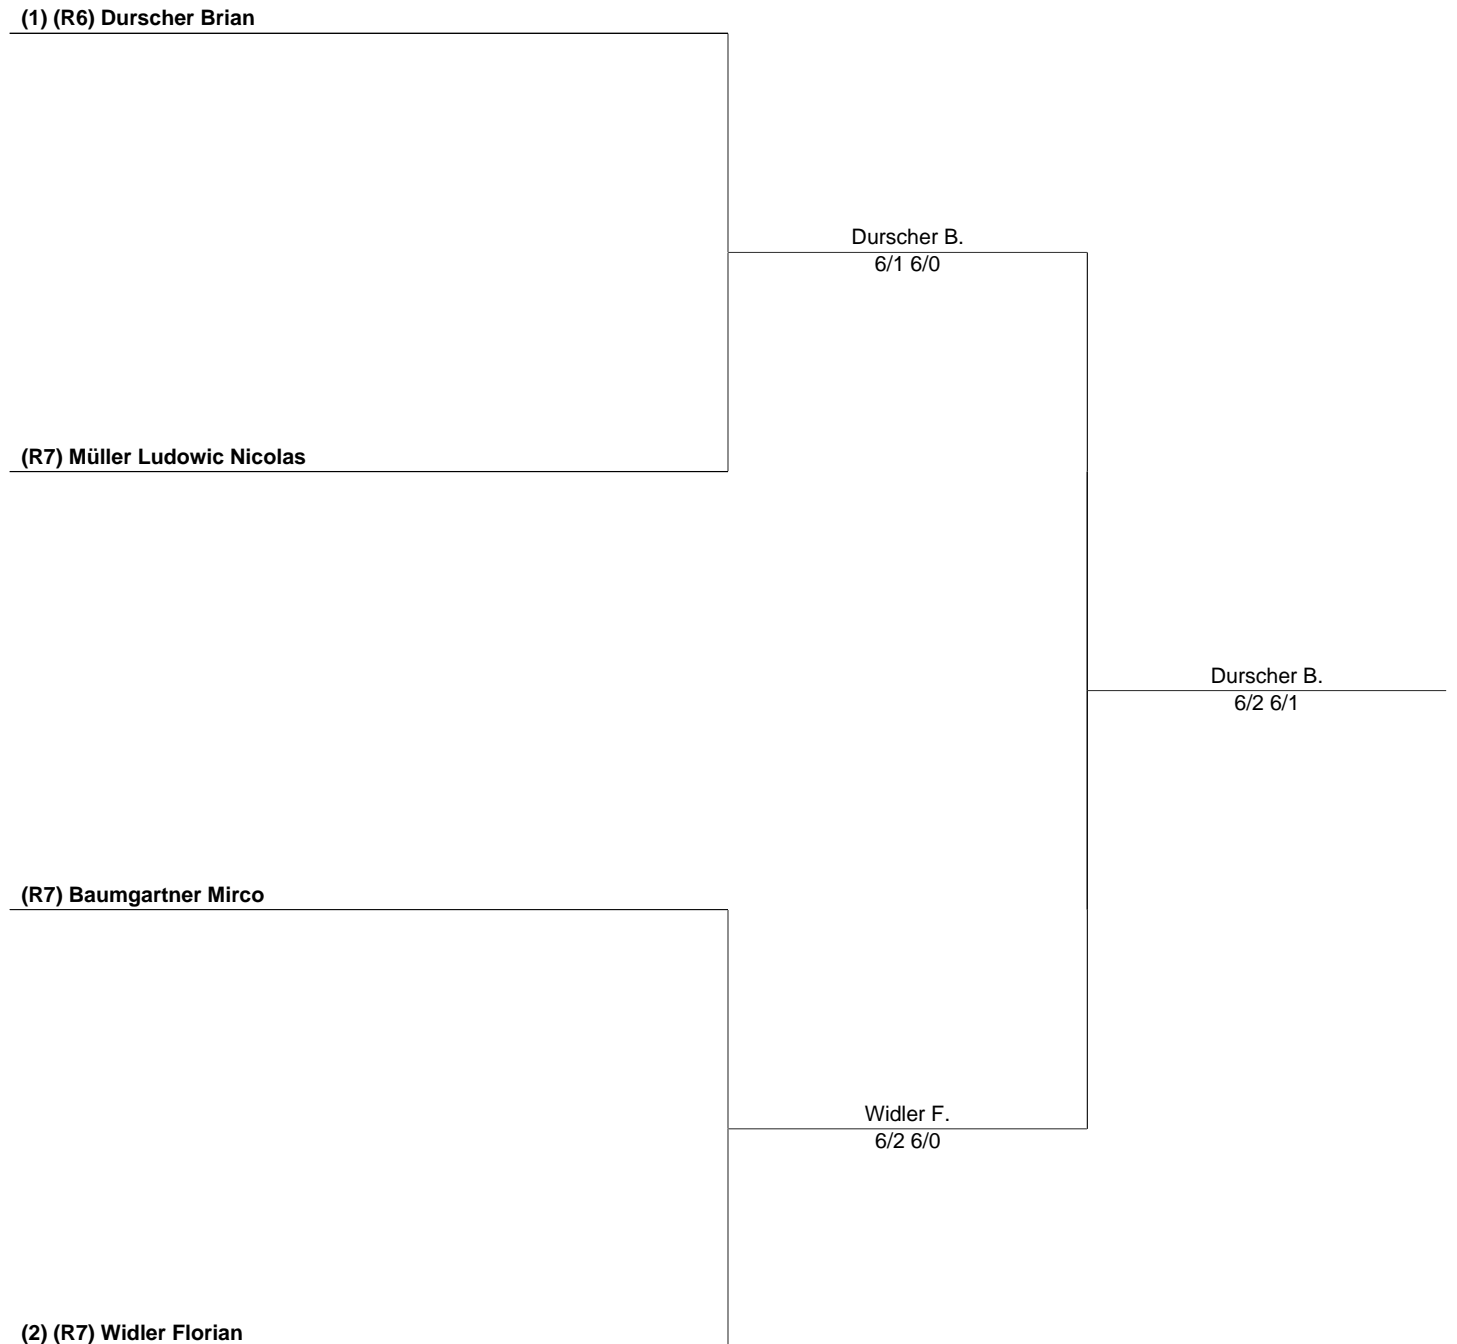 (1) (R6) Durscher Brian
Durscher B.
6/1 6/0
(R7) Müller Ludowic Nicolas
Durscher B.
6/2 6/1
(R7) Baumgartner Mirco
Widler F.
6/2 6/0
(2) (R7) Widler Florian